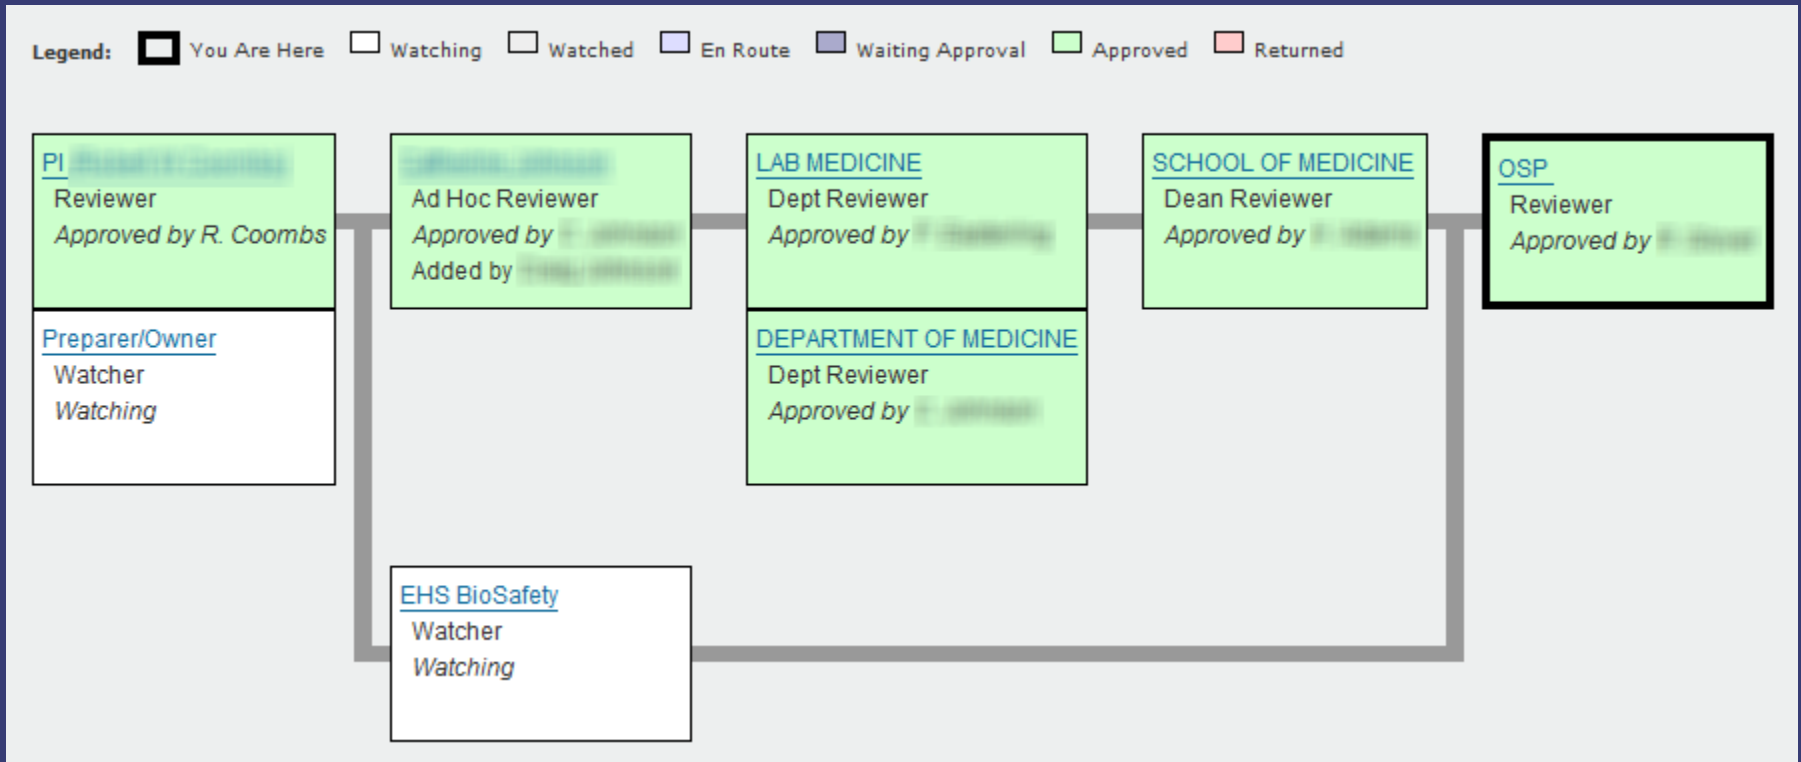 Legend: You Are Here Watching Watched En Route Waiting Approval Approved Returned
PI
Reviewer
Approved by R. Coombs
Preparer/Owner
Watcher
Watching
Ad Hoc Reviewer
Approved by
Added by
LAB MEDICINE
Dept Reviewer
Approved by
DEPARTMENT OF MEDICINE
Dept Reviewer
Approved by
SCHOOL OF MEDICINE
Dean Reviewer
Approved by
OSP
Reviewer
Approved by
EHS BioSafety
Watcher
Watching